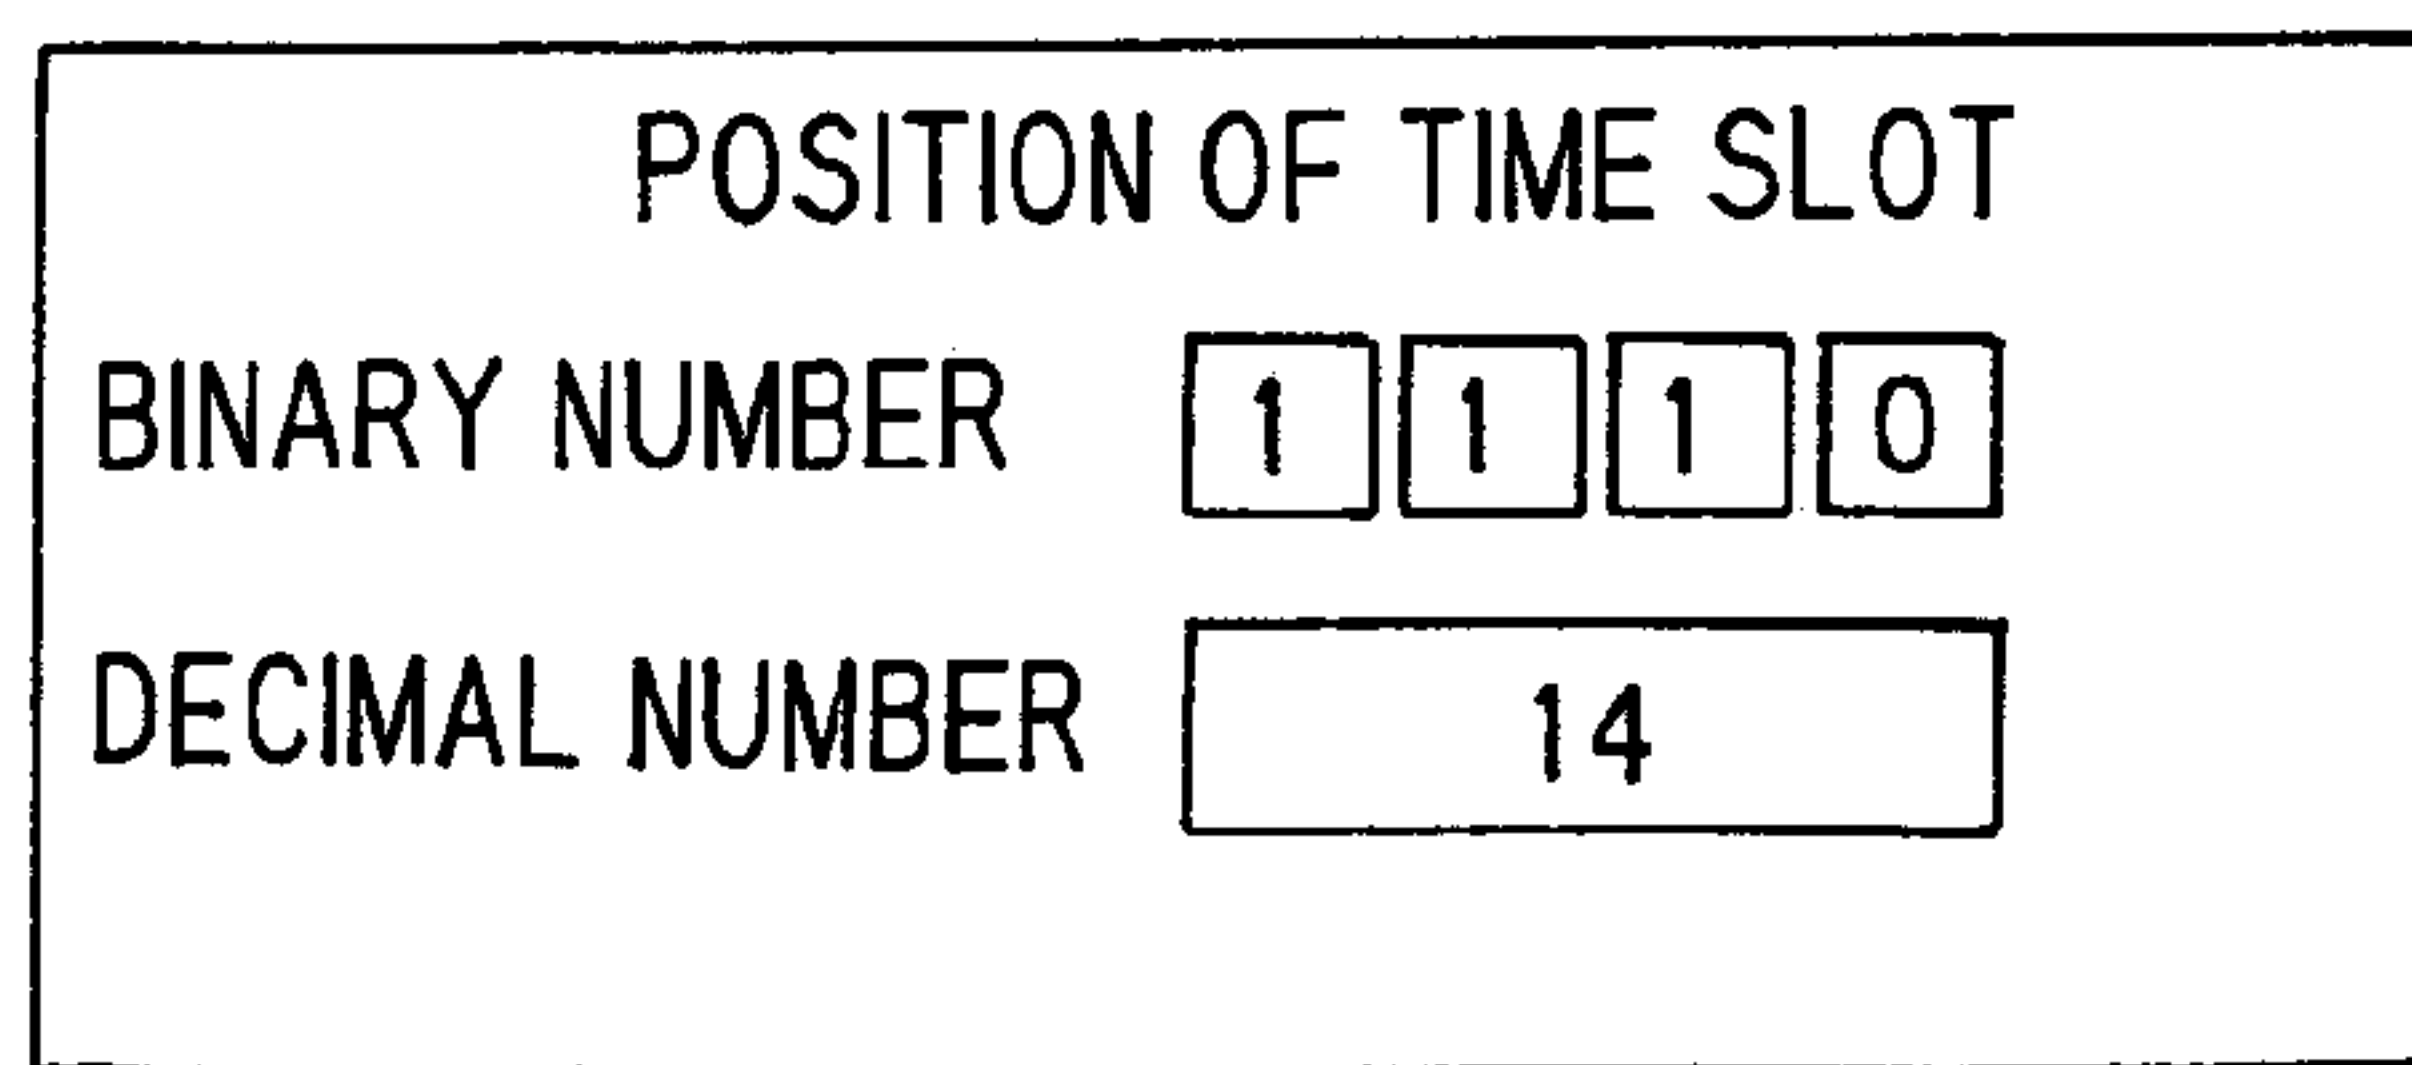 POSITION OF TIME SLOT
BINARY NUMBER 1 1 1 0
DECIMAL NUMBER 14